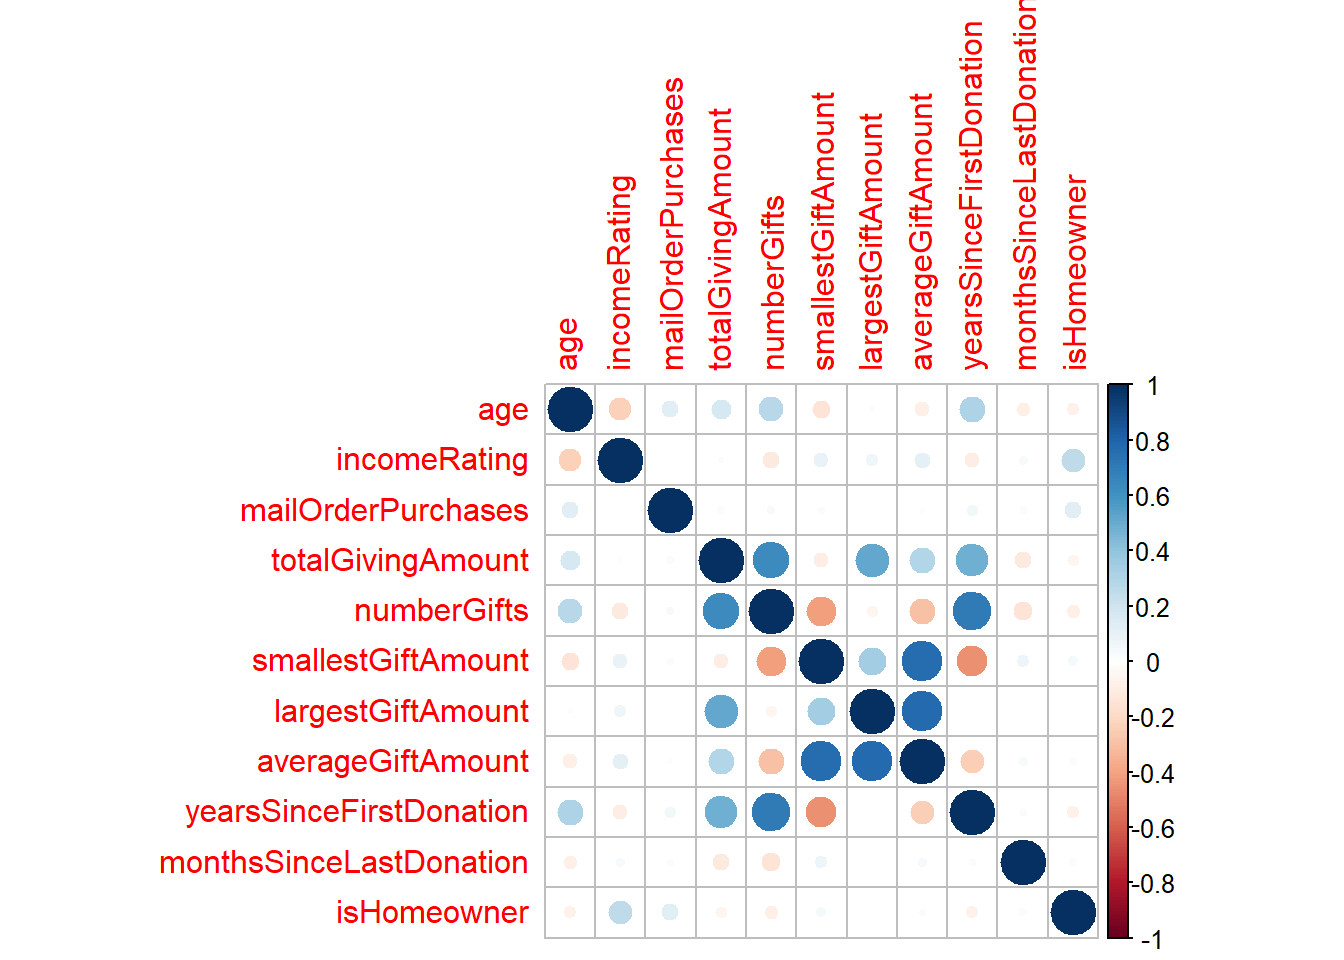 age
incomeRating
mailOrderPurchases
totalGivingAmount
numberGifts
smallestGiftAmount
largestGiftAmount
averageGiftAmount
yearsSinceFirstDonation
monthsSinceLastDonation
isHomeowner
age
incomeRating
mailOrderPurchases
totalGivingAmount
numberGifts
smallestGiftAmount
largestGiftAmount
averageGiftAmount
yearsSinceFirstDonation
monthsSinceLastDonation
isHomeowner
1
0.8
0.6
0.4
0.2
0
-0.2
-0.4
-0.6
-0.8
-1